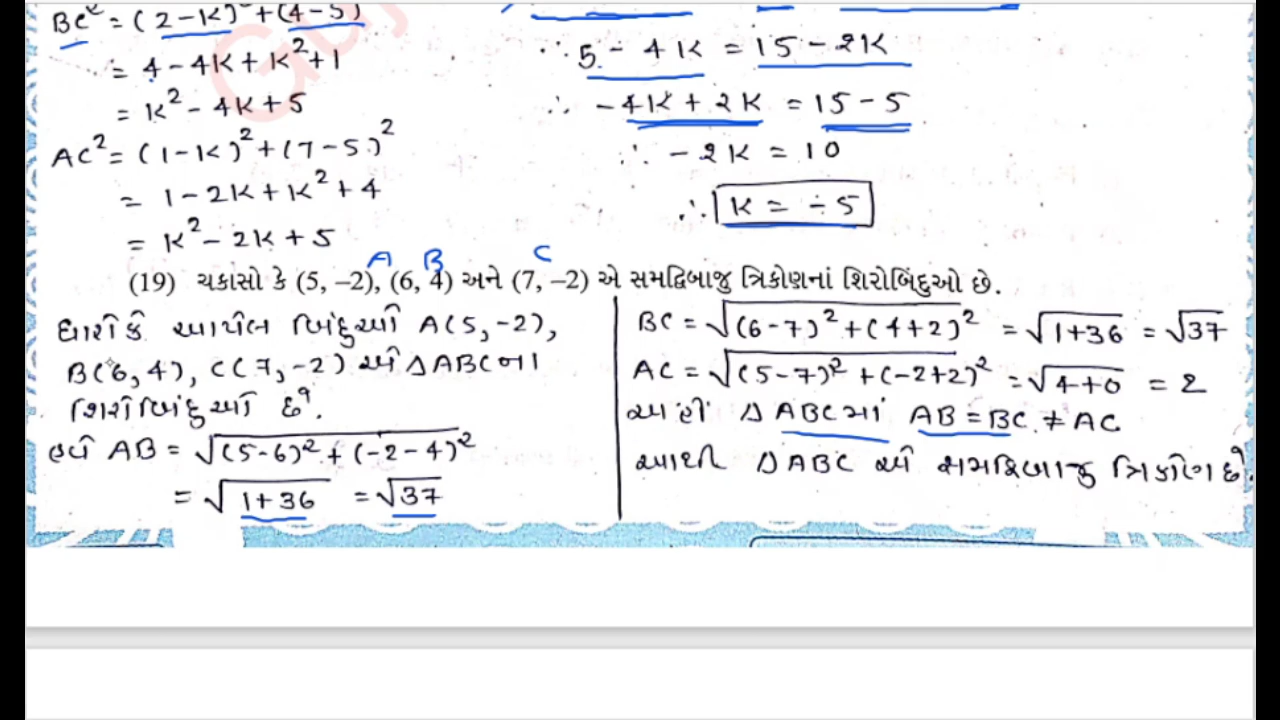 BC² = (2-K)² + (4-5)
= 4 - 4K + K² + 1
= K² - 4K + 5
AC² = (1-K)² + (7-5)²
= 1 - 2K + K² + 4
= K² - 2K + 5
∴ 5 - 4K = 15 - 2K
∴ -4K + 2K = 15 - 5
∴ -2K = 10
∴ K = -5
A B C
(19) ચકાસો કે (5, –2), (6, 4) અને (7, –2) એ સમદ્વિબાજુ ત્રિકોણનાં શિરોબિંદુઓ છે.
ધારો કે આપેલ બિંદુઓ A(5,-2),
B(6,4), C(7,-2) એ △ABC ના
શિરોબિંદુઓ છે.
હવે AB = √(5-6)² + (-2-4)²
= √1+36 = √37
BC = √(6-7)² + (4+2)² = √1+36 = √37
AC = √(5-7)² + (-2+2)² = √4+0 = 2
અહીં △ABC માં AB = BC ≠ AC
આથી △ABC એ સમદ્વિબાજુ ત્રિકોણ છે.